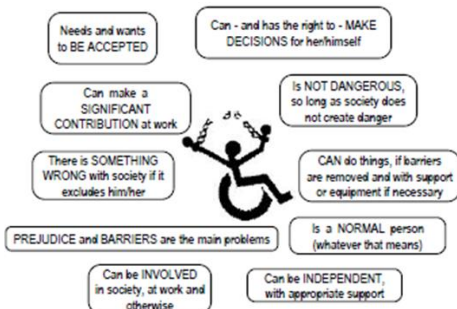 Needs and wants
to BE ACCEPTED
Can - and has the right to - MAKE
DECISIONS for her/himself
Can make a
SIGNIFICANT
CONTRIBUTION at work
Is NOT DANGEROUS,
so long as society does
not create danger
There is SOMETHING
WRONG with society if it
excludes him/her
CAN do things, if barriers
are removed and with support
or equipment if necessary
PREJUDICE and BARRIERS are the main problems
Is a NORMAL person
(whatever that means)
Can be INVOLVED
in society, at work and
otherwise
Can be INDEPENDENT,
with appropriate support